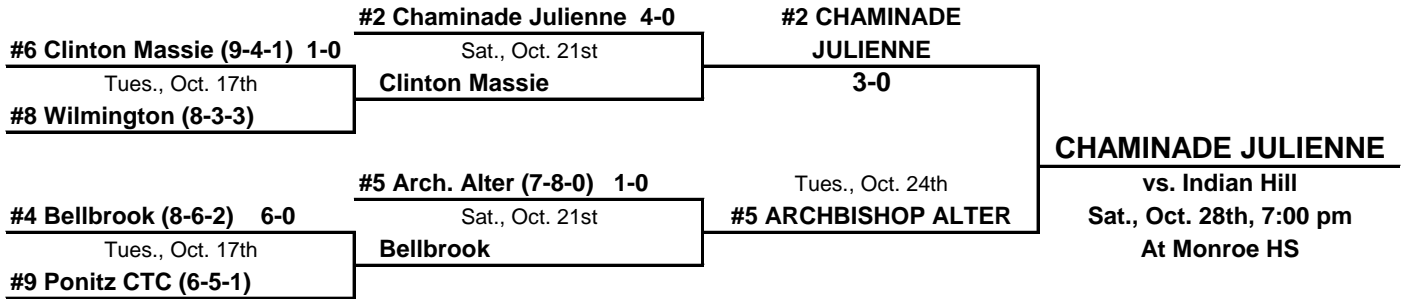 #2 Chaminade Julienne 4-0
#2 CHAMINADE
#6 Clinton Massie (9-4-1) 1-0
Sat., Oct. 21st
JULIENNE
Tues., Oct. 17th
Clinton Massie
3-0
#8 Wilmington (8-3-3)
CHAMINADE JULIENNE
#5 Arch. Alter (7-8-0) 1-0
Tues., Oct. 24th
vs. Indian Hill
#4 Bellbrook (8-6-2) 6-0
Sat., Oct. 21st
#5 ARCHBISHOP ALTER
Sat., Oct. 28th, 7:00 pm
Tues., Oct. 17th
Bellbrook
At Monroe HS
#9 Ponitz CTC (6-5-1)